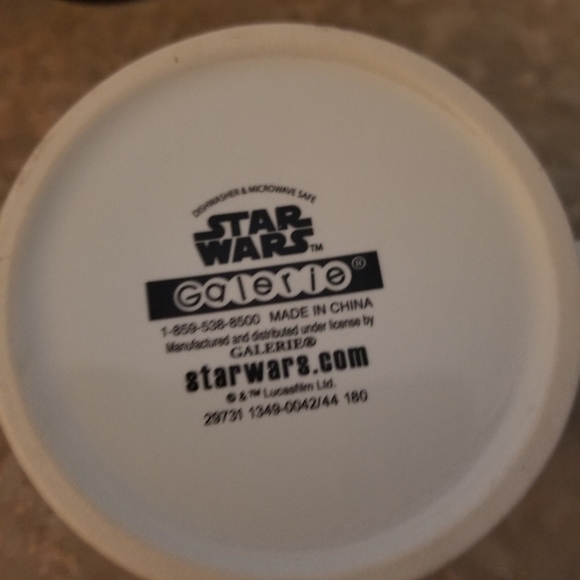 DISHWASHER & MICROWAVE SAFE
STAR
WARS™
Galerie®
1-859-538-8500 MADE IN CHINA
Manufactured and distributed under license by
GALERIE®
starwars.com
© & ™ Lucasfilm Ltd.
29731 1349-0042/44 180